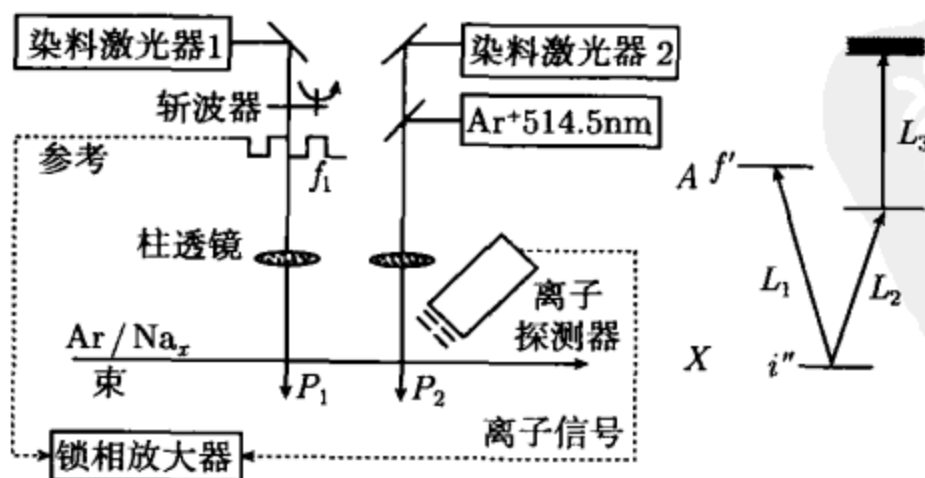 染料激光器1
染料激光器 2
斩波器
Ar⁺514.5nm
参考
f₁
柱透镜
离子
探测器
Ar/Naₓ
束
P₁
P₂
离子信号
锁相放大器
A f′
L₃
L₁
L₂
X
i″